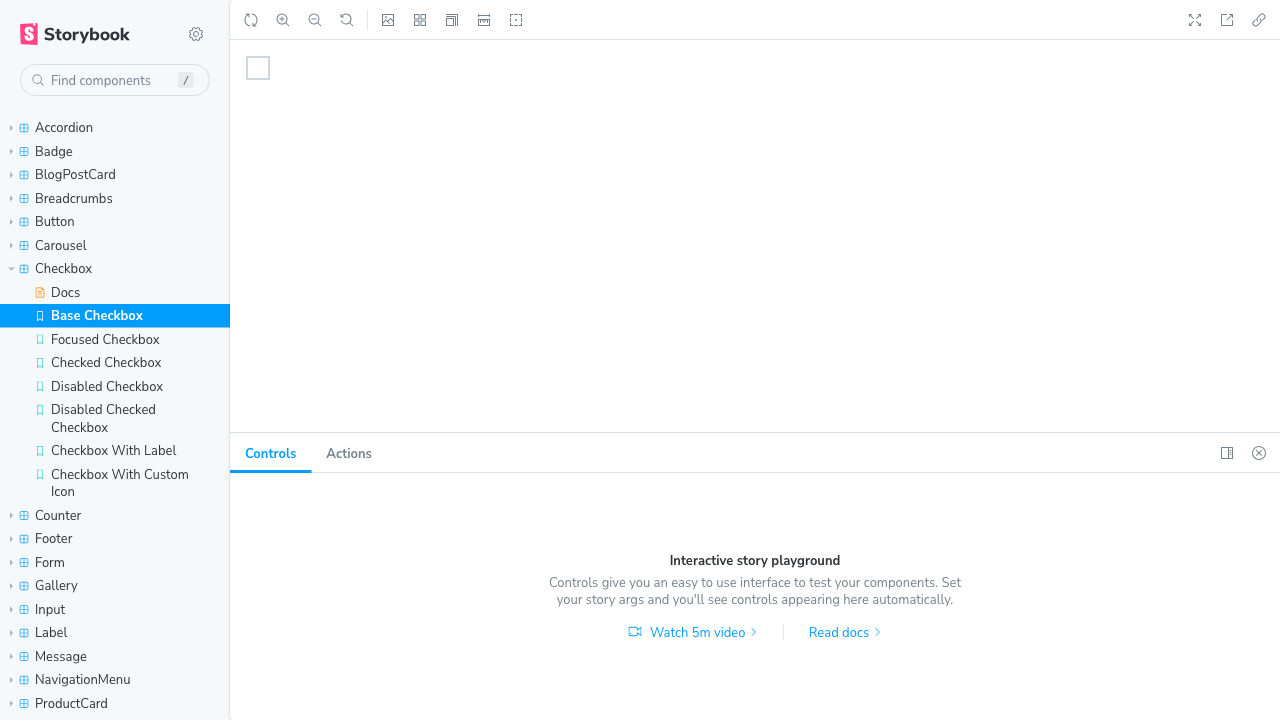 Storybook
Find components
/
Accordion
Badge
BlogPostCard
Breadcrumbs
Button
Carousel
Checkbox
Docs
Base Checkbox
Focused Checkbox
Checked Checkbox
Disabled Checkbox
Disabled Checked
Checkbox
Checkbox With Label
Checkbox With Custom
Icon
Counter
Footer
Form
Gallery
Input
Label
Message
NavigationMenu
ProductCard
Controls
Actions
Interactive story playground
Controls give you an easy to use interface to test your components. Set
your story args and you'll see controls appearing here automatically.
Watch 5m video
Read docs